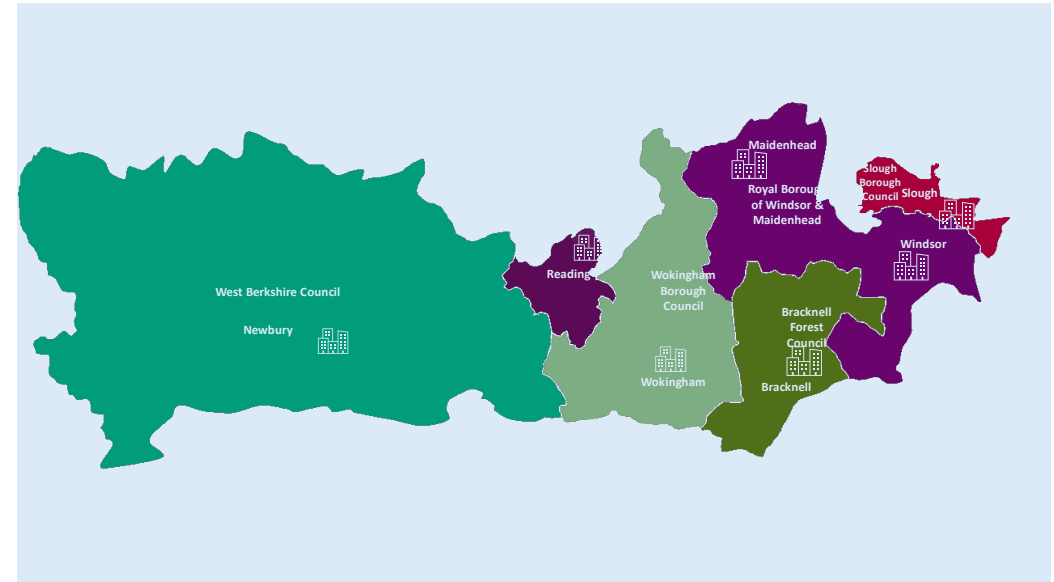 Maidenhead
Royal Borough
of Windsor &
Maidenhead
Slough
Borough
Council
Slough
Windsor
Reading
Wokingham
Borough
Council
West Berkshire Council
Newbury
Bracknell
Forest
Council
Wokingham
Bracknell